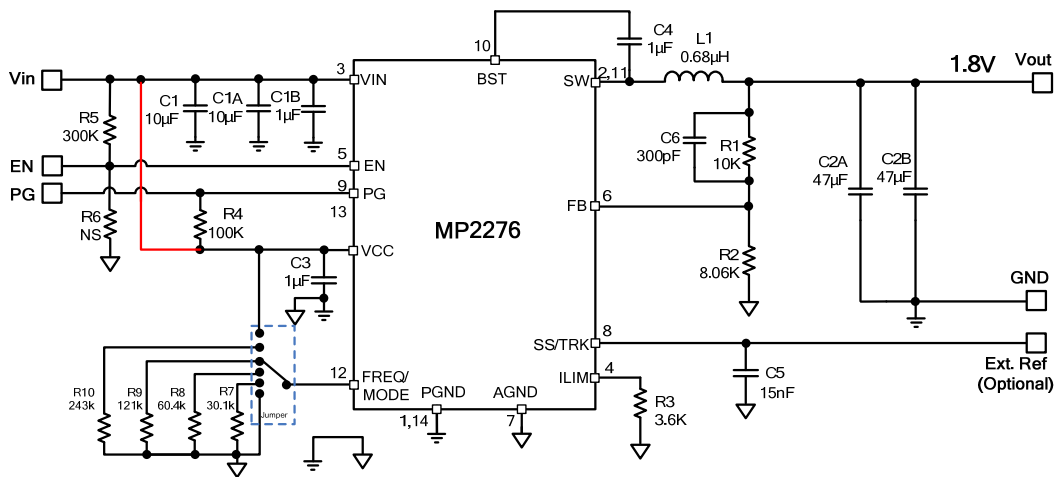 10
BST
C4
1µF
L1
0.68µH
Vin
3
VIN
SW
2,11
1.8V
Vout
R5
300K
C1
10µF
C1A
10µF
C1B
1µF
C6
300pF
R1
10K
C2A
47µF
C2B
47µF
EN
5
EN
PG
9
PG
13
R6
NS
R4
100K
MP2276
FB
6
VCC
C3
1µF
R2
8.06K
GND
SS/TRK
8
Ext. Ref
(Optional)
12
FREQ/
MODE
ILIM
4
C5
15nF
R10
243k
R9
121k
R8
60.4k
R7
30.1k
Jumper
PGND
AGND
1,14
7
R3
3.6K